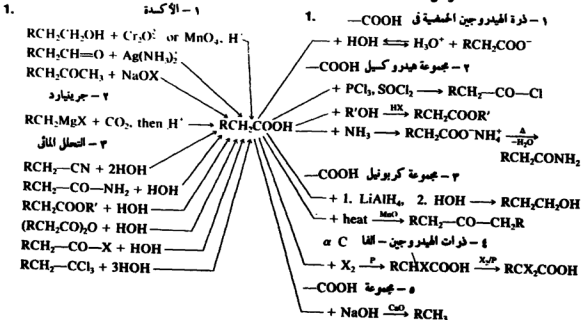 1.
١ – الأكسدة
RCH₂CH₂OH + Cr₂O₇²⁻ or MnO₄, H⁺
RCH₂CH=O + Ag(NH₃)₂⁺
RCH₂COCH₃ + NaOX
٢ – جرينيارد
RCH₂MgX + CO₂, then H⁺
٣ – التحلل المائى
RCH₂—CN + 2HOH
RCH₂—CO—NH₂ + HOH
RCH₂COOR′ + HOH
(RCH₂CO)₂O + HOH
RCH₂—CO—X + HOH
RCH₂—CCl₃ + 3HOH
RCH₂COOH
1.
١ – ذرة الهيدروجين الحمضية فى —COOH
+ HOH ⇌ H₃O⁺ + RCH₂COO⁻
٢ – مجموعة هيدروكسيل —COOH
+ PCl₃, SOCl₂ → RCH₂—CO—Cl
+ R′OH HX→ RCH₂COOR′
+ NH₃ → RCH₂COO⁻NH₄⁺ Δ −H₂O→
RCH₂CONH₂
٣ – مجموعة كربونيل —COOH
+ 1. LiAlH₄, 2. HOH → RCH₂CH₂OH
+ heat MnO→ RCH₂—CO—CH₂R
٤ – ذرات الهيدروجين – ألفا α C
+ X₂ P→ RCHXCOOH X₂/P→ RCX₂COOH
٥ – مجموعة —COOH
+ NaOH CaO→ RCH₃